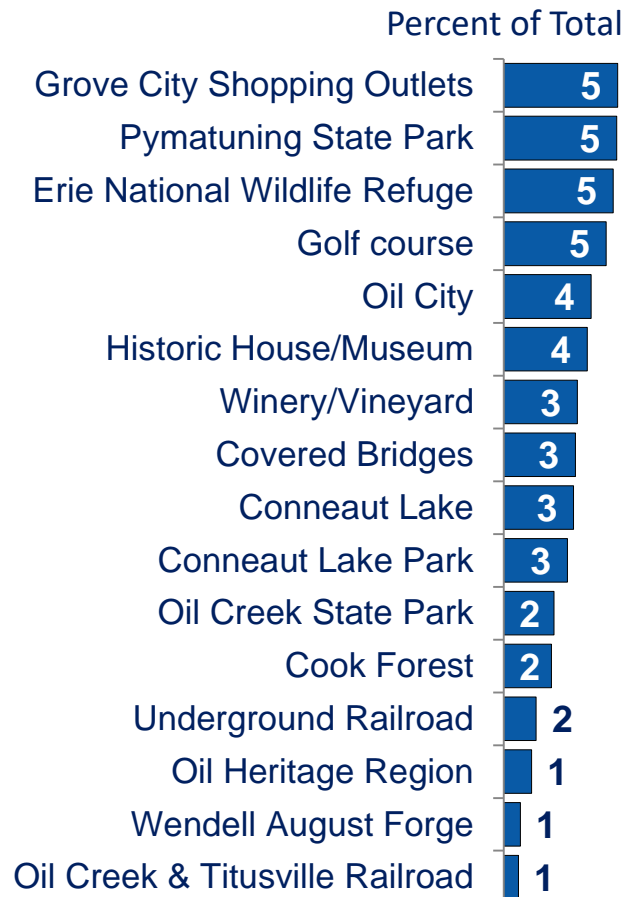 Percent of Total
Grove City Shopping Outlets 5
Pymatuning State Park 5
Erie National Wildlife Refuge 5
Golf course 5
Oil City 4
Historic House/Museum 4
Winery/Vineyard 3
Covered Bridges 3
Conneaut Lake 3
Conneaut Lake Park 3
Oil Creek State Park 2
Cook Forest 2
Underground Railroad 2
Oil Heritage Region 1
Wendell August Forge 1
Oil Creek & Titusville Railroad 1